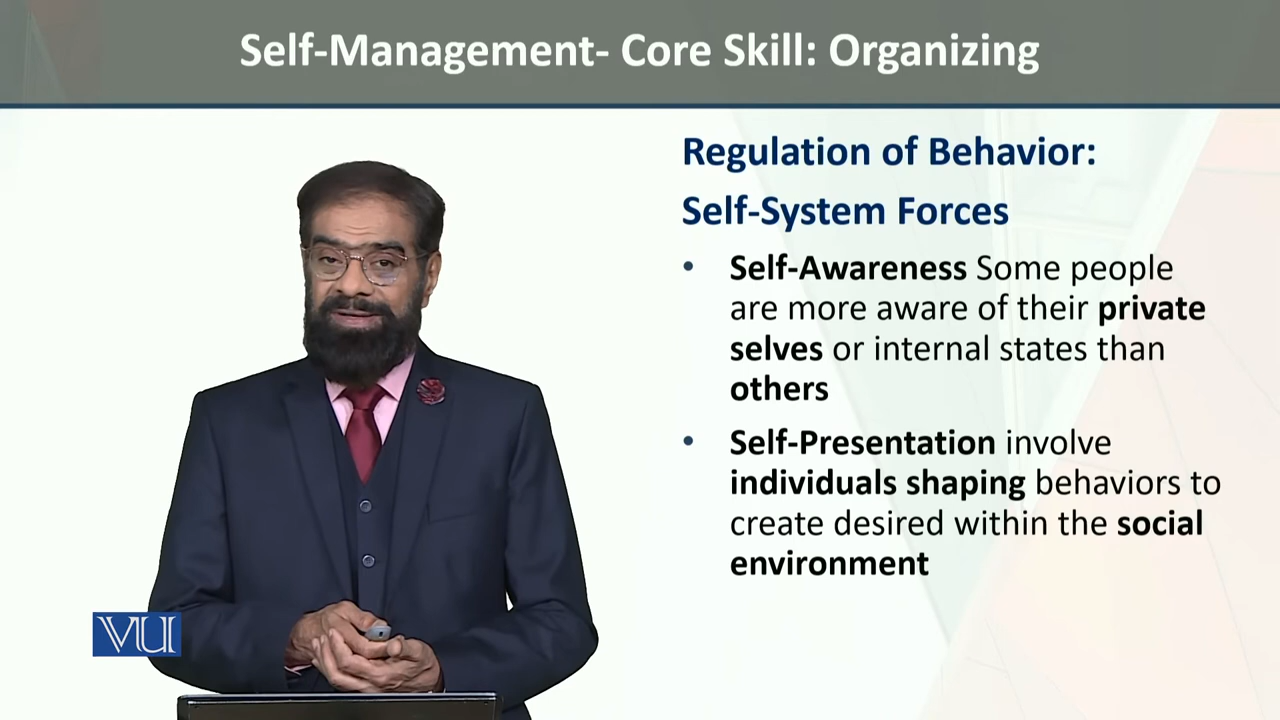 Self-Management- Core Skill: Organizing
Regulation of Behavior:
Self-System Forces
• Self-Awareness Some people
are more aware of their private
selves or internal states than
others
• Self-Presentation involve
individuals shaping behaviors to
create desired within the social
environment
VU